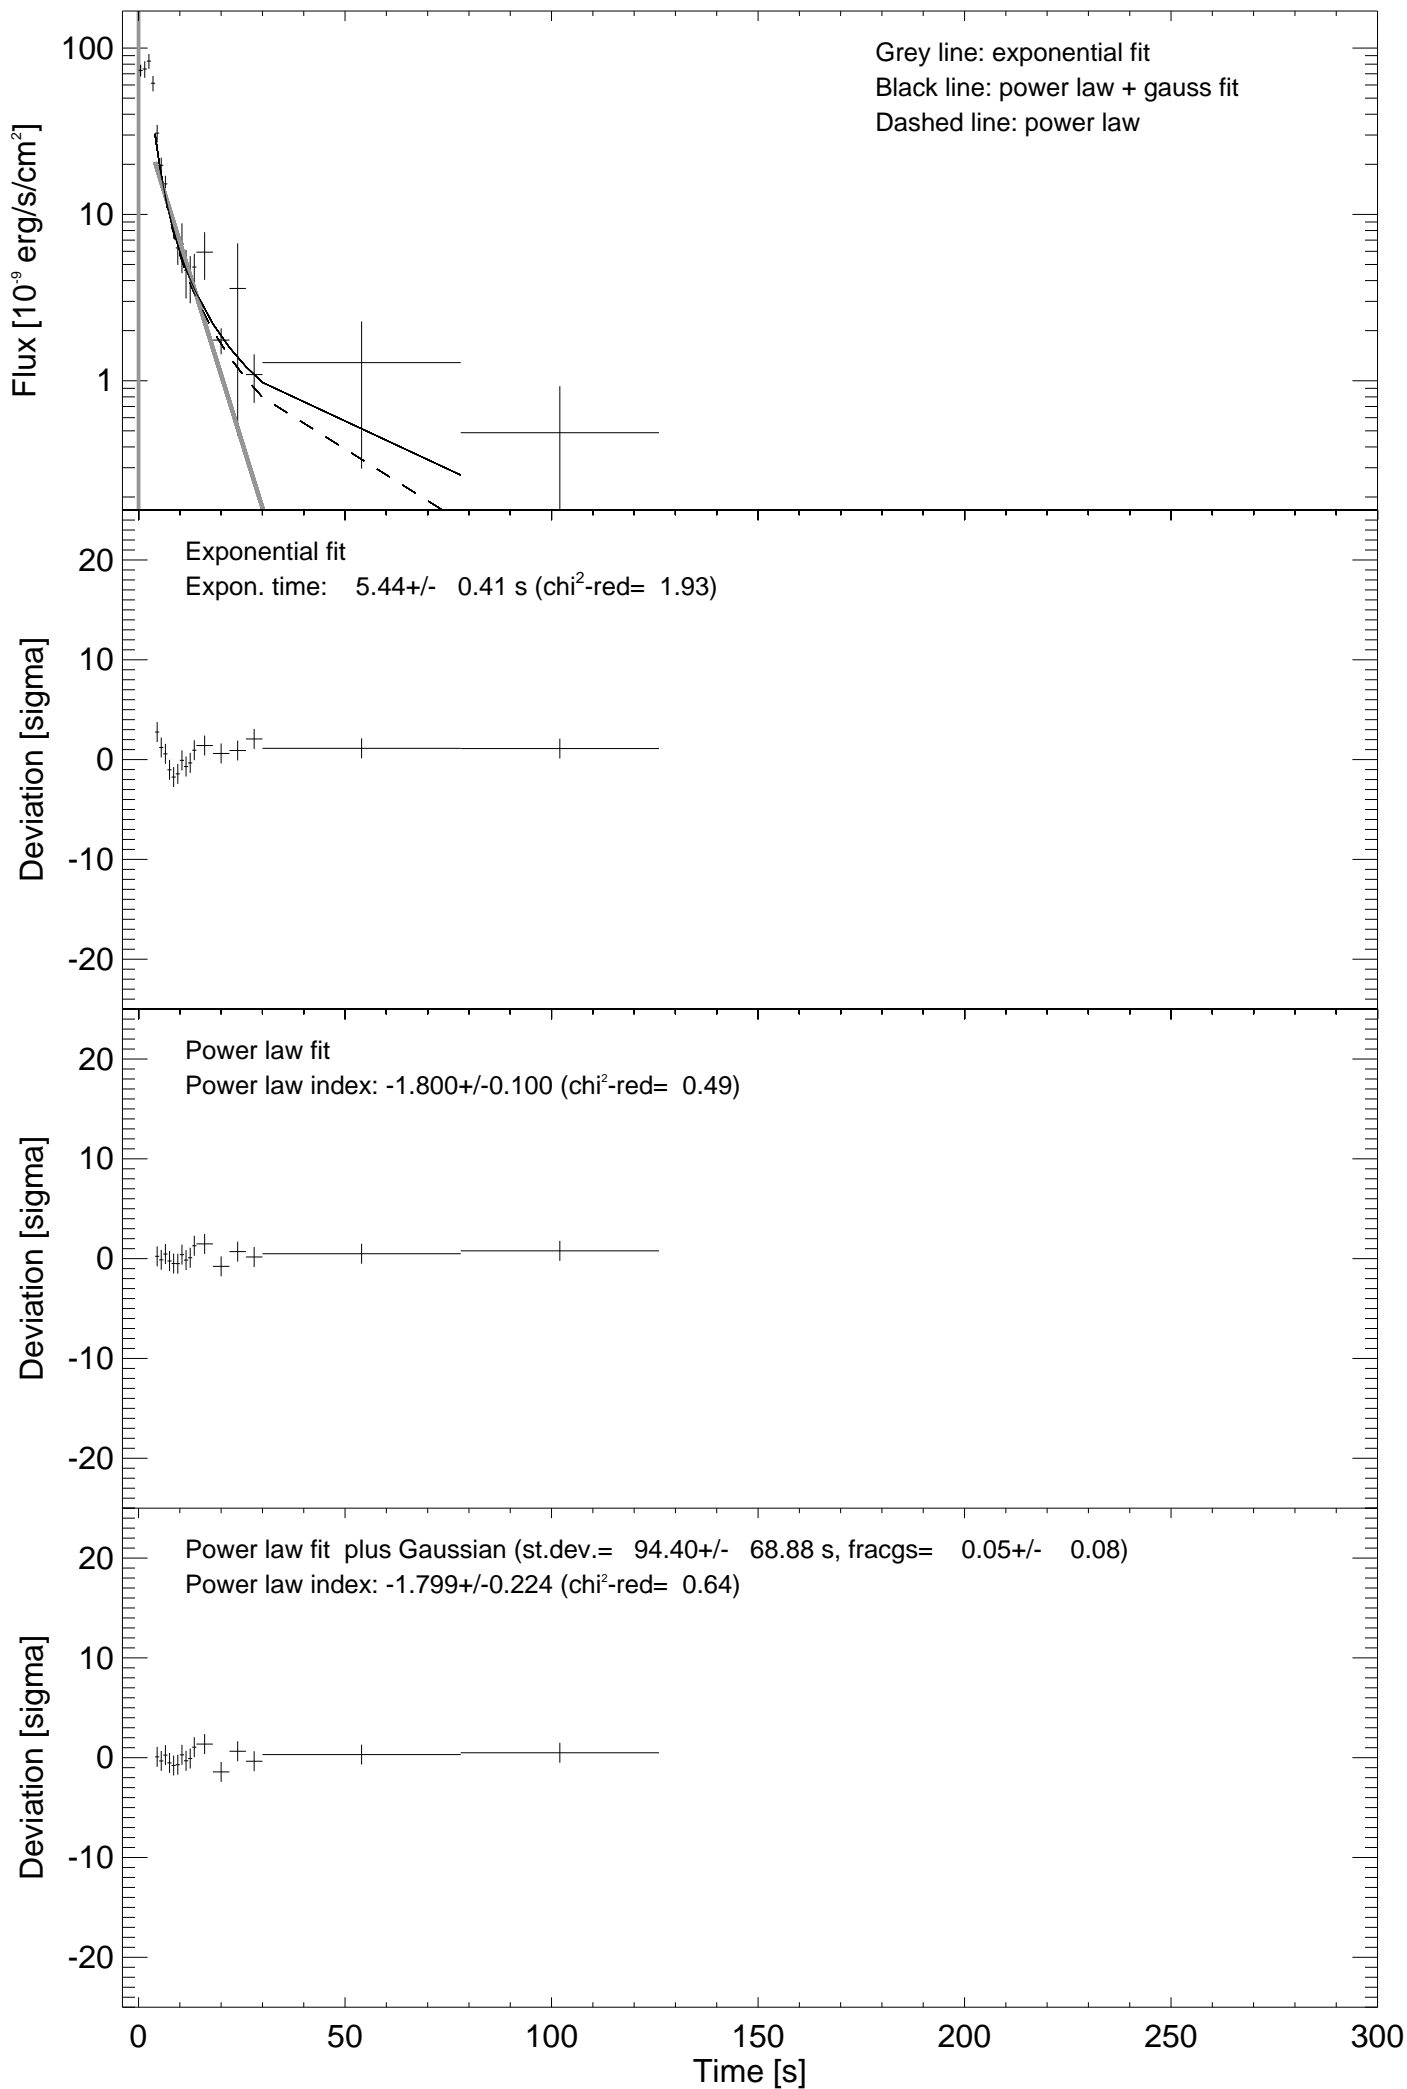 100
10
1
Flux [10⁻⁹ erg/s/cm²]
Grey line: exponential fit
Black line: power law + gauss fit
Dashed line: power law
20
10
0
-10
-20
Deviation [sigma]
Exponential fit
Expon. time: 5.44+/- 0.41 s (chi²-red= 1.93)
20
10
0
-10
-20
Deviation [sigma]
Power law fit
Power law index: -1.800+/-0.100 (chi²-red= 0.49)
20
10
0
-10
-20
Deviation [sigma]
Power law fit plus Gaussian (st.dev.= 94.40+/- 68.88 s, fracgs= 0.05+/- 0.08)
Power law index: -1.799+/-0.224 (chi²-red= 0.64)
0 50 100 150 200 250 300
Time [s]